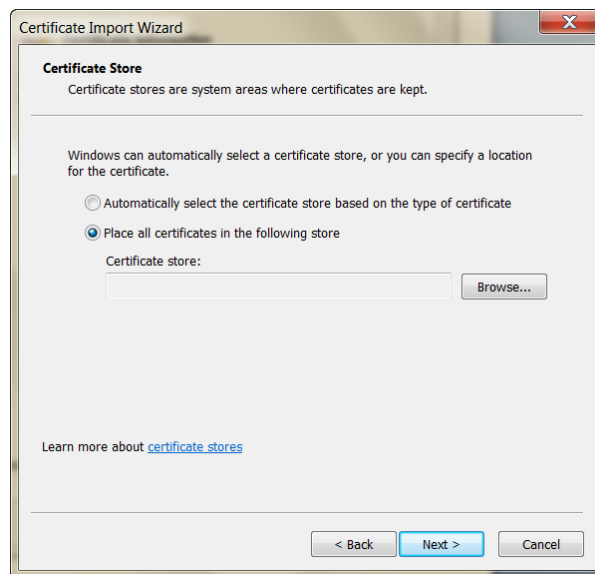 Certificate Import Wizard
Certificate Store
Certificate stores are system areas where certificates are kept.
Windows can automatically select a certificate store, or you can specify a location
for the certificate.
Automatically select the certificate store based on the type of certificate
Place all certificates in the following store
Certificate store:
Browse...
Learn more about certificate stores
< Back
Next >
Cancel